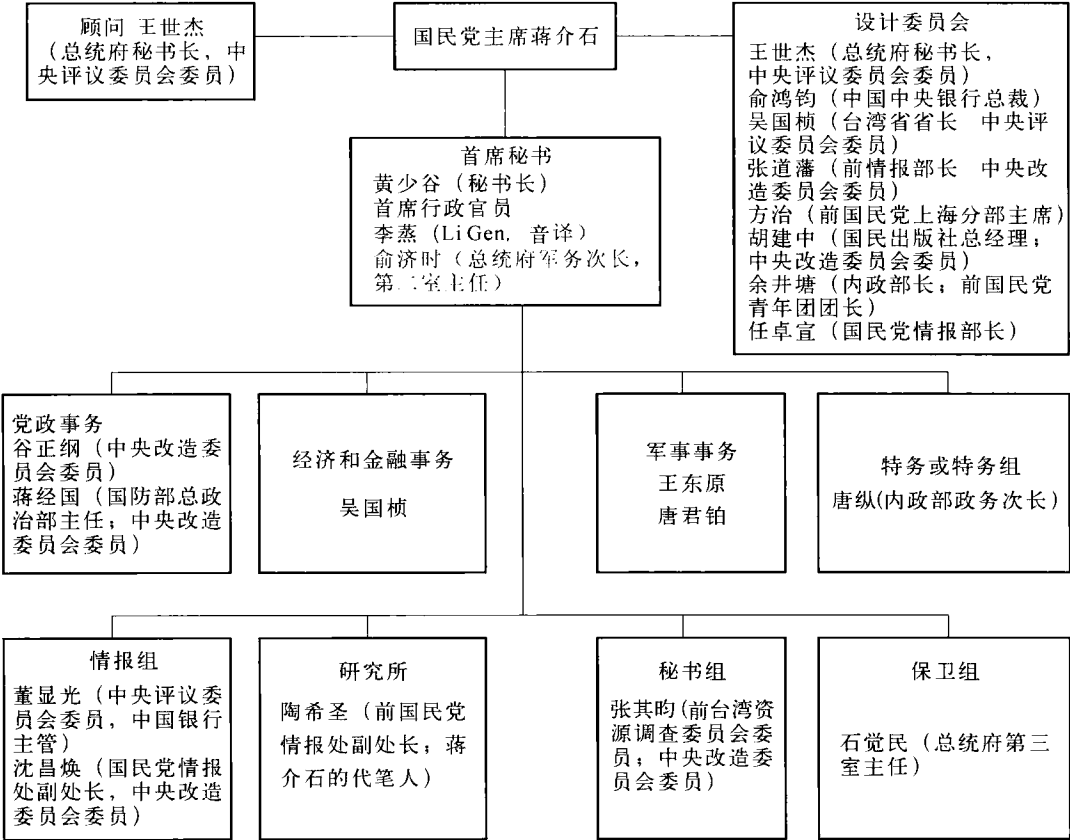 顾问 王世杰
（总统府秘书长，中
央评议委员会委员）
国民党主席蒋介石
设计委员会
王世杰（总统府秘书长，
中央评议委员会委员）
俞鸿钧（中国中央银行总裁）
吴国桢（台湾省省长 中央评
议委员会委员）
张道藩（前情报部长 中央改
造委员会委员）
方治（前国民党上海分部主席）
胡建中（国民出版社总经理；
中央改造委员会委员）
余井塘（内政部长；前国民党
青年团团长）
任卓宣（国民党情报部长）
首席秘书
黄少谷（秘书长）
首席行政官员
李蒸（Li Gen，音译）
俞济时（总统府军务次长，
第二室主任）
党政事务
谷正纲（中央改造委
员会委员）
蒋经国（国防部总政
治部主任；中央改造
委员会委员）
经济和金融事务
吴国桢
军事事务
王东原
唐君铂
特务或特务组
唐纵(内政部政务次长）
情报组
董显光（中央评议委
员会委员，中国银行
主管）
沈昌焕（国民党情报
处副处长，中央改造
委员会委员）
研究所
陶希圣（前国民党
情报处副处长；蒋
介石的代笔人）
秘书组
张其昀(前台湾资
源调查委员会委
员；中央改造委
员会委员）
保卫组
石觉民（总统府第三
室主任）